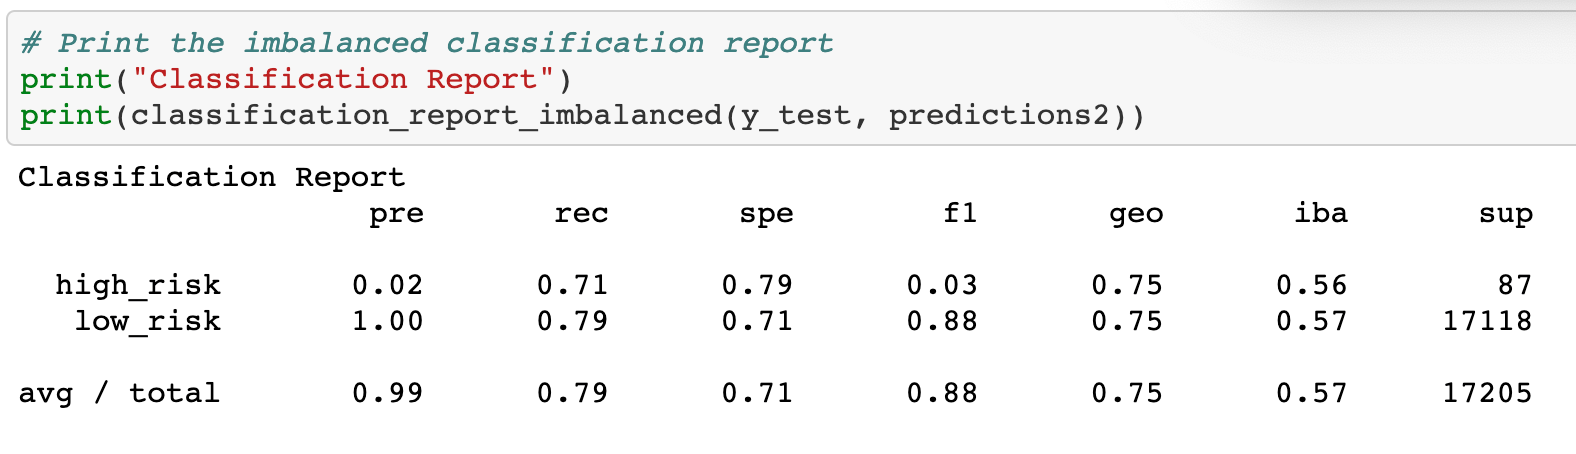 # Print the imbalanced classification report
print("Classification Report")
print(classification_report_imbalanced(y_test, predictions2))
Classification Report
pre rec spe f1 geo iba sup
high_risk 0.02 0.71 0.79 0.03 0.75 0.56 87
low_risk 1.00 0.79 0.71 0.88 0.75 0.57 17118
avg / total 0.99 0.79 0.71 0.88 0.75 0.57 17205